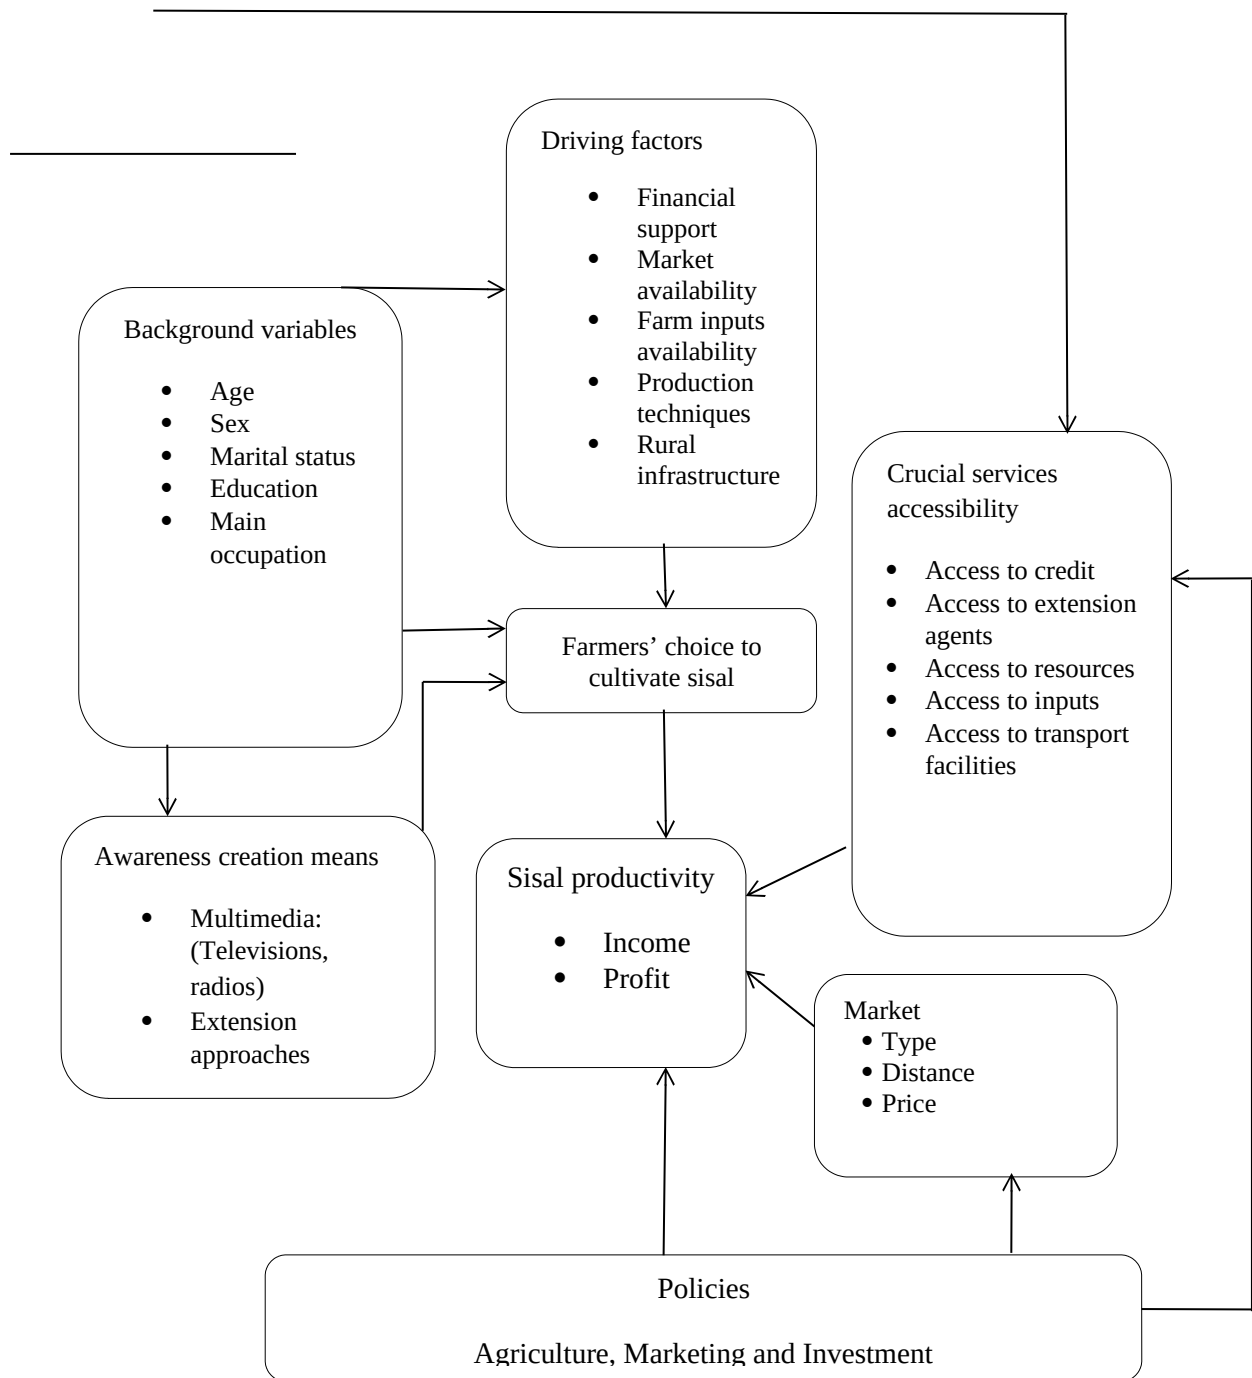 Driving factors
• Financial
support
• Market
availability
• Farm inputs
availability
• Production
techniques
• Rural
infrastructure
Background variables
• Age
• Sex
• Marital status
• Education
• Main
occupation
Crucial services
accessibility
• Access to credit
• Access to extension
agents
• Access to resources
• Access to inputs
• Access to transport
facilities
Farmers’ choice to
cultivate sisal
Awareness creation means
• Multimedia:
(Televisions,
radios)
• Extension
approaches
Sisal productivity
• Income
• Profit
Market
• Type
• Distance
• Price
Policies
Agriculture, Marketing and Investment